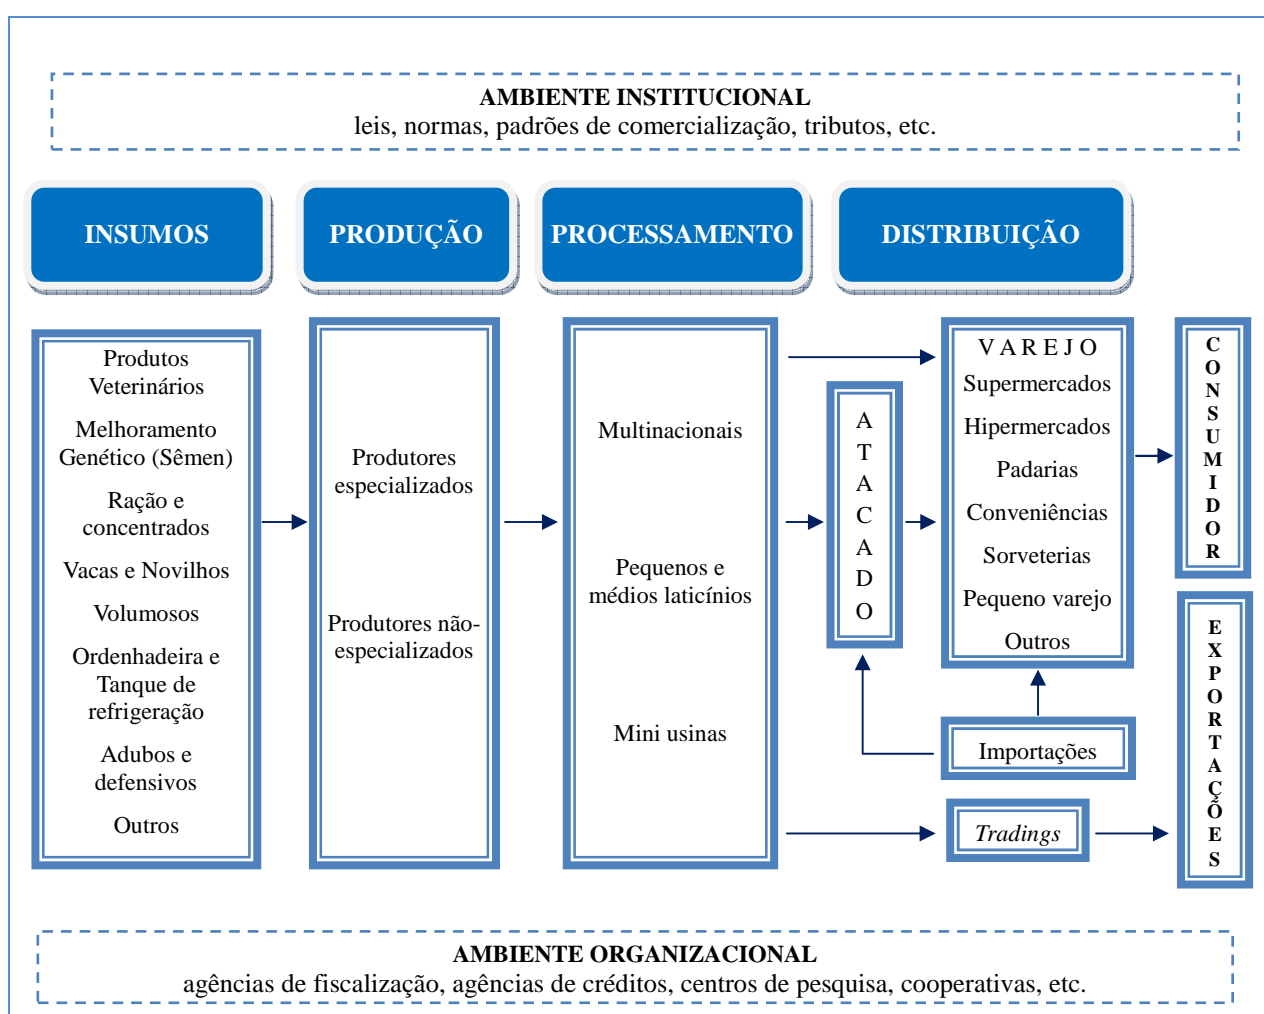 AMBIENTE INSTITUCIONAL
leis, normas, padrões de comercialização, tributos, etc.
INSUMOS
PRODUÇÃO
PROCESSAMENTO
DISTRIBUIÇÃO
Produtos
Veterinários
Melhoramento
Genético (Sêmen)
Ração e
concentrados
Vacas e Novilhos
Volumosos
Ordenhadeira e
Tanque de
refrigeração
Adubos e
defensivos
Outros
Produtores
especializados
Produtores não-
especializados
Multinacionais
Pequenos e
médios laticínios
Mini usinas
ATACADO
V A R E J O
Supermercados
Hipermercados
Padarias
Conveniências
Sorveterias
Pequeno varejo
Outros
Importações
Tradings
CONSUMIDOR
EXPORTAÇÕES
AMBIENTE ORGANIZACIONAL
agências de fiscalização, agências de créditos, centros de pesquisa, cooperativas, etc.